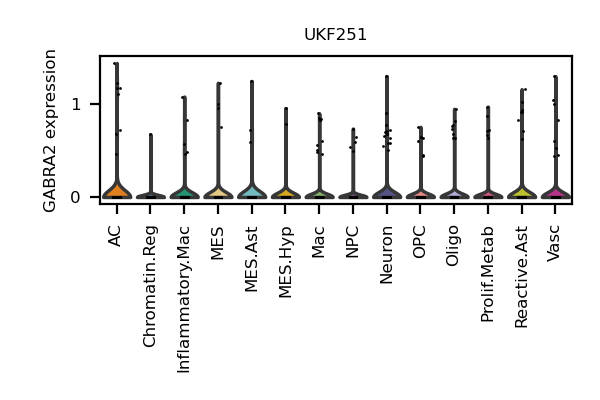 UKF251
GABRA2 expression
1
0
AC
Chromatin.Reg
Inflammatory.Mac
MES
MES.Ast
MES.Hyp
Mac
NPC
Neuron
OPC
Oligo
Prolif.Metab
Reactive.Ast
Vasc